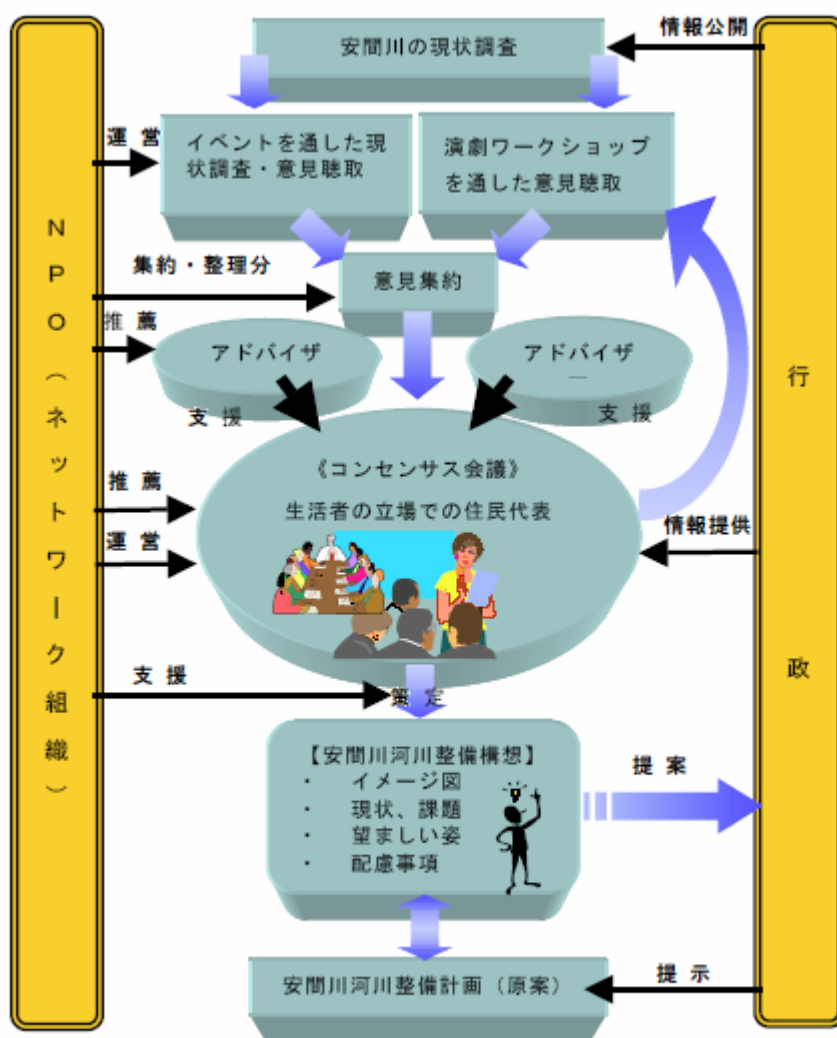 情報公開
安間川の現状調査
運営
イベントを通した現
状調査・意見聴取
演劇ワークショップ
を通した意見聴取
集約・整理分
意見集約
推薦
アドバイザ
アドバイザ
―
支援
支援
《コンセンサス会議》
生活者の立場での住民代表
推薦
運営
情報提供
支援
策定
【安間川河川整備構想】
・ イメージ図
・ 現状、課題
・ 望ましい姿
・ 配慮事項
提案
安間川河川整備計画（原案）
提示
NPO（ネットワーク組織）
行政